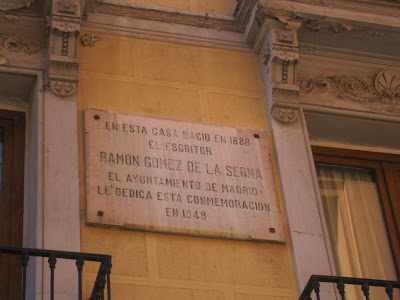 EN ESTA CASA NACIO EN 1888
EL ESCRITOR
RAMON GOMEZ DE LA SERNA
EL AYUNTAMIENTO DE MADRID
LE DEDICA ESTA CONMEMORACION
EN 1949